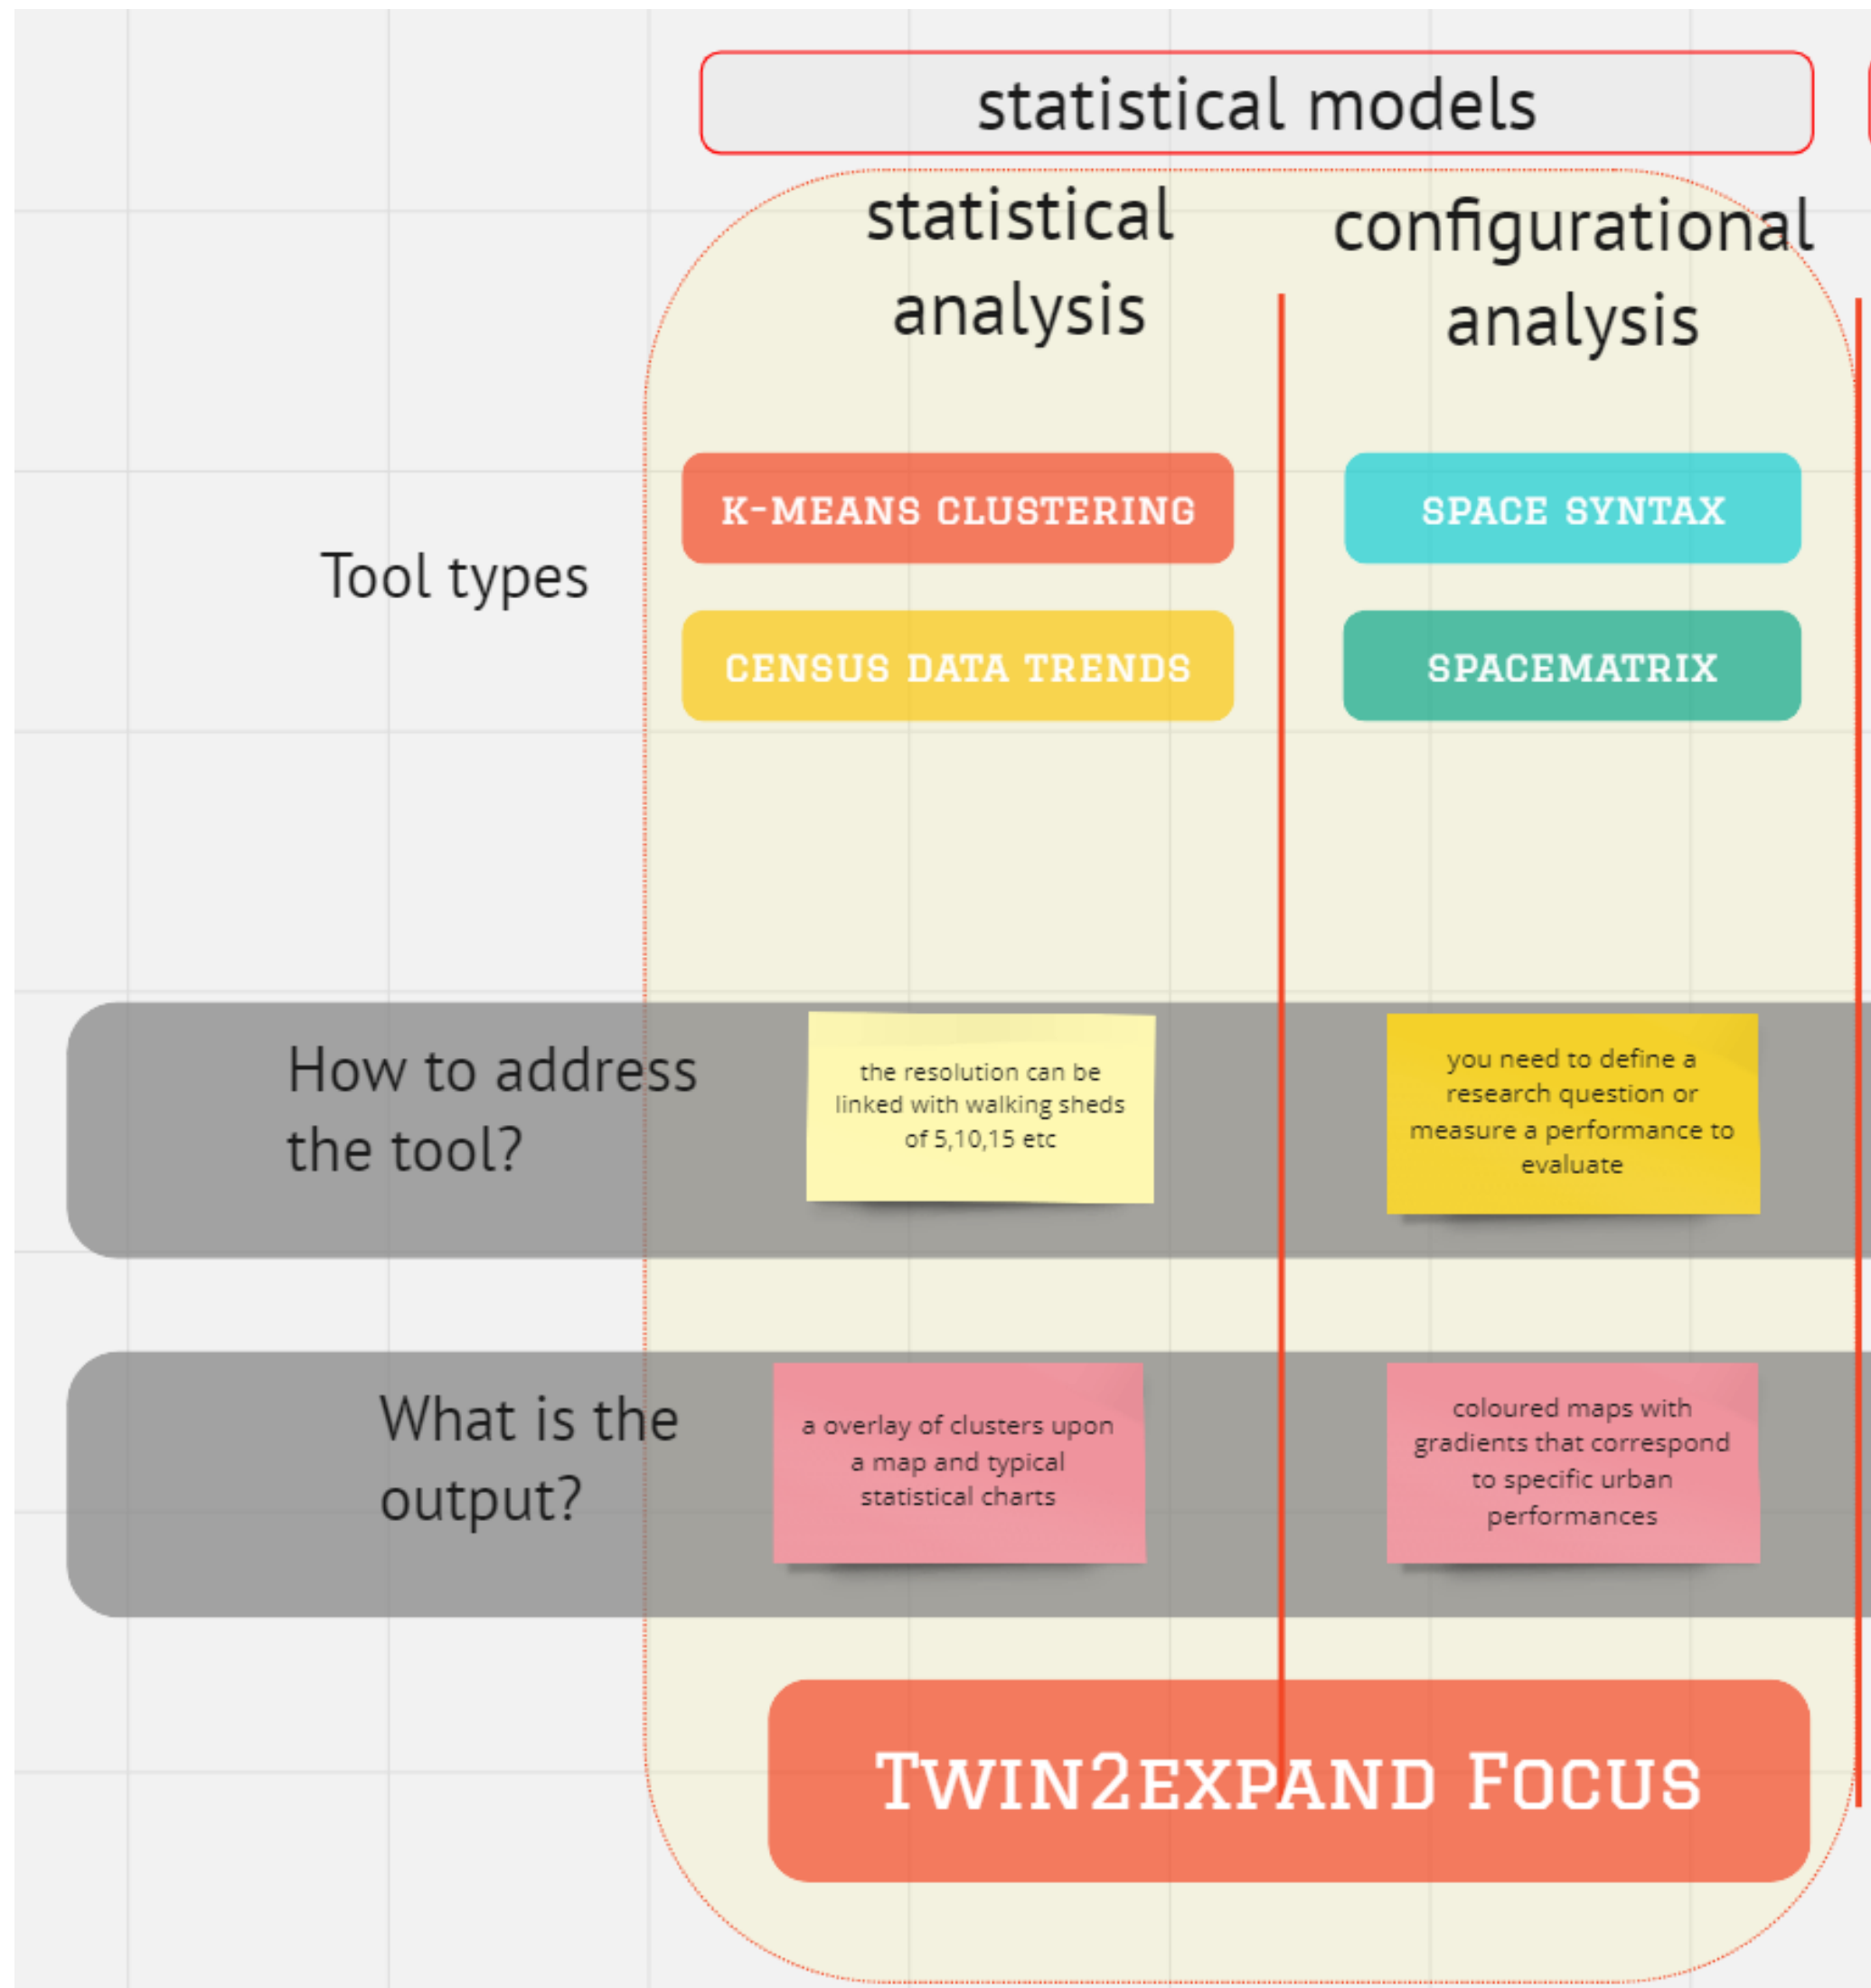 statistical models
statistical
analysis
configurational
analysis
Tool types
K-MEANS CLUSTERING
SPACE SYNTAX
CENSUS DATA TRENDS
SPACEMATRIX
How to address
the tool?
the resolution can be
linked with walking sheds
of 5,10,15 etc
you need to define a
research question or
measure a performance to
evaluate
What is the
output?
a overlay of clusters upon
a map and typical
statistical charts
coloured maps with
gradients that correspond
to specific urban
performances
TWIN2EXPAND FOCUS